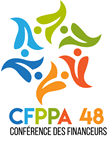 CFPPA 48
CONFÉRENCE DES FINANCEURS